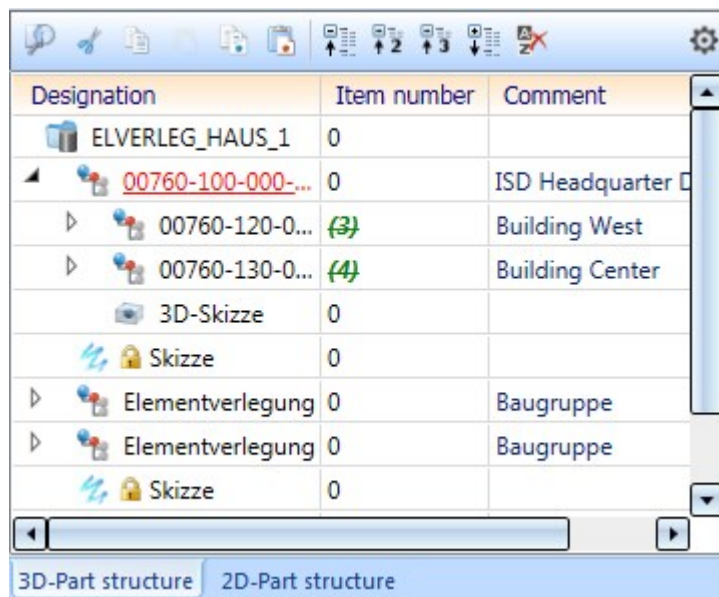 Designation Item number Comment
ELVERLEG_HAUS_1 0
00760-100-000-... 0 ISD Headquarter D
00760-120-0... (3) Building West
00760-130-0... (4) Building Center
3D-Skizze 0
Skizze 0
Elementverlegung 0 Baugruppe
Elementverlegung 0 Baugruppe
Skizze 0
3D-Part structure 2D-Part structure